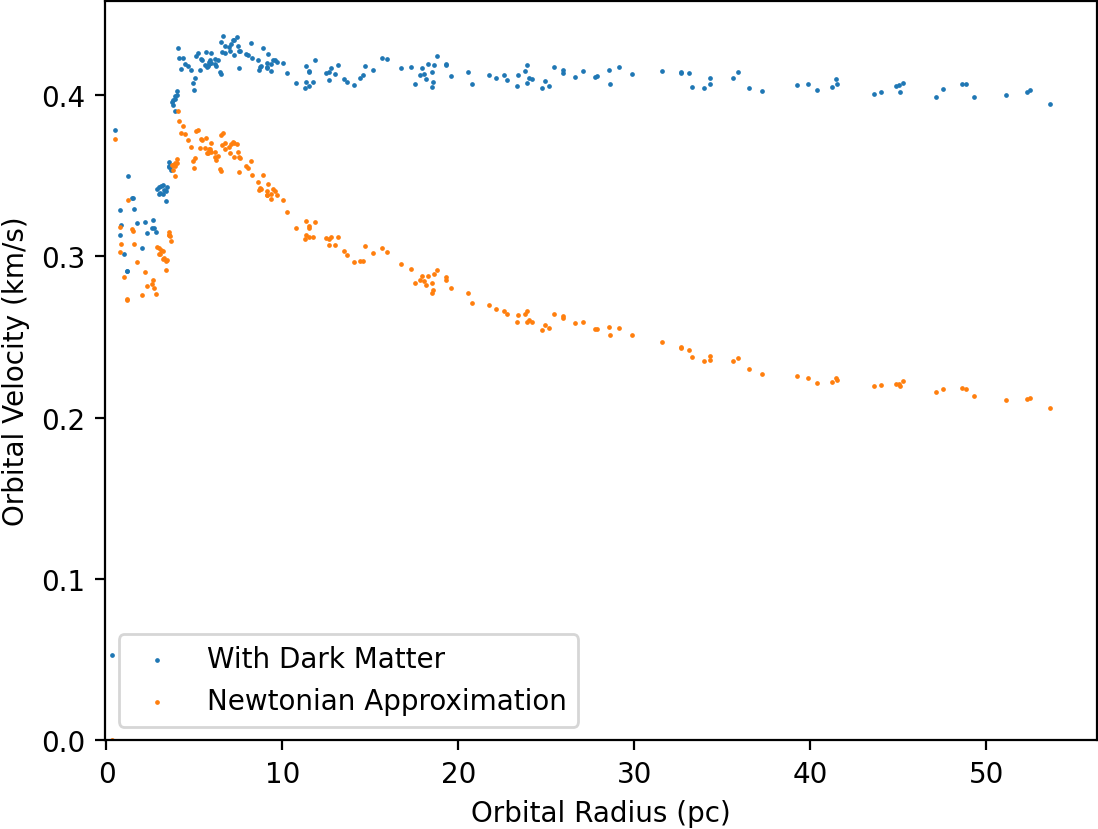 Orbital Velocity (km/s)
0.4
0.3
0.2
0.1
0.0
With Dark Matter
Newtonian Approximation
0 10 20 30 40 50
Orbital Radius (pc)